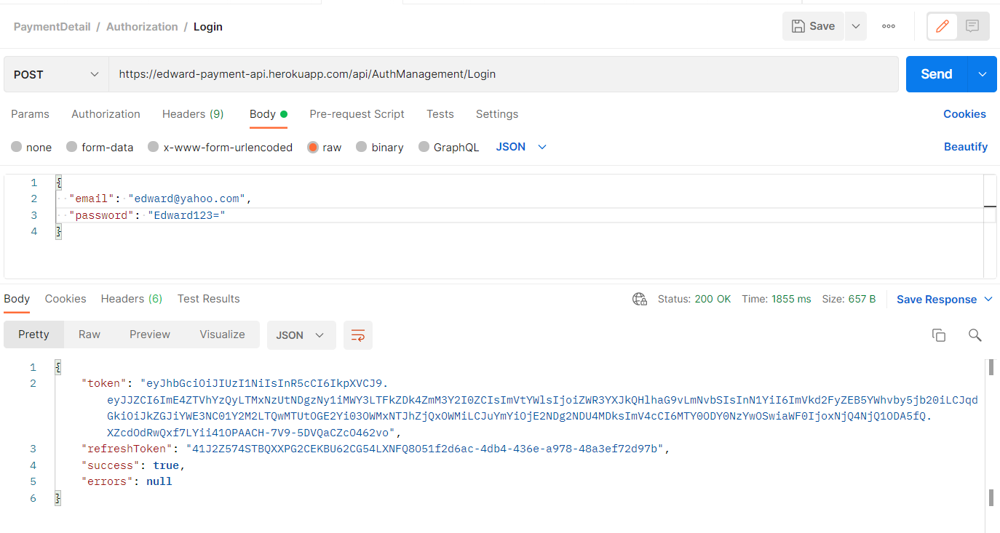 PaymentDetail / Authorization / Login
Save
POST
https://edward-payment-api.herokuapp.com/api/AuthManagement/Login
Send
Params Authorization Headers (9) Body Pre-request Script Tests Settings Cookies
none form-data x-www-form-urlencoded raw binary GraphQL JSON Beautify
1 {
2 "email": "edward@yahoo.com",
3 "password": "Edward123="
4 }
Body Cookies Headers (6) Test Results Status: 200 OK Time: 1855 ms Size: 657 B Save Response
Pretty Raw Preview Visualize JSON
1 {
2 "token": "eyJhbGciOiJIUzI1NiIsInR5cCI6IkpXVCJ9.
eyJJZCI6ImE4ZTVhYzQyLTMxNzUtNDgzNy1iMWY3LTFkZDk4ZmM3Y2I0ZCIsImVtYWlsIjoiZWR3YXJkQHlhaG9vLmNvbSIsInN1YiI6ImVkd2FyZEB5YWhvby5jb20iLCJqd
GkiOiJkZGJiYWE3NC01Y2M2LTQwMTUtOGE2Yi03OWMxNTJhZjQxOWMiLCJuYmYiOjE2NDg2NDU4MDksImV4cCI6MTY0ODY0NzYwOSwiaWF0IjoxNjQ4NjQ1ODA5fQ.
XZcdOdRwQxf7LYii41OPAACH-7V9-5DVQaCZcO462vo",
3 "refreshToken": "41J2Z574STBQXXPG2CEKBU62CG54LXNFQ8O51f2d6ac-4db4-436e-a978-48a3ef72d97b",
4 "success": true,
5 "errors": null
6 }